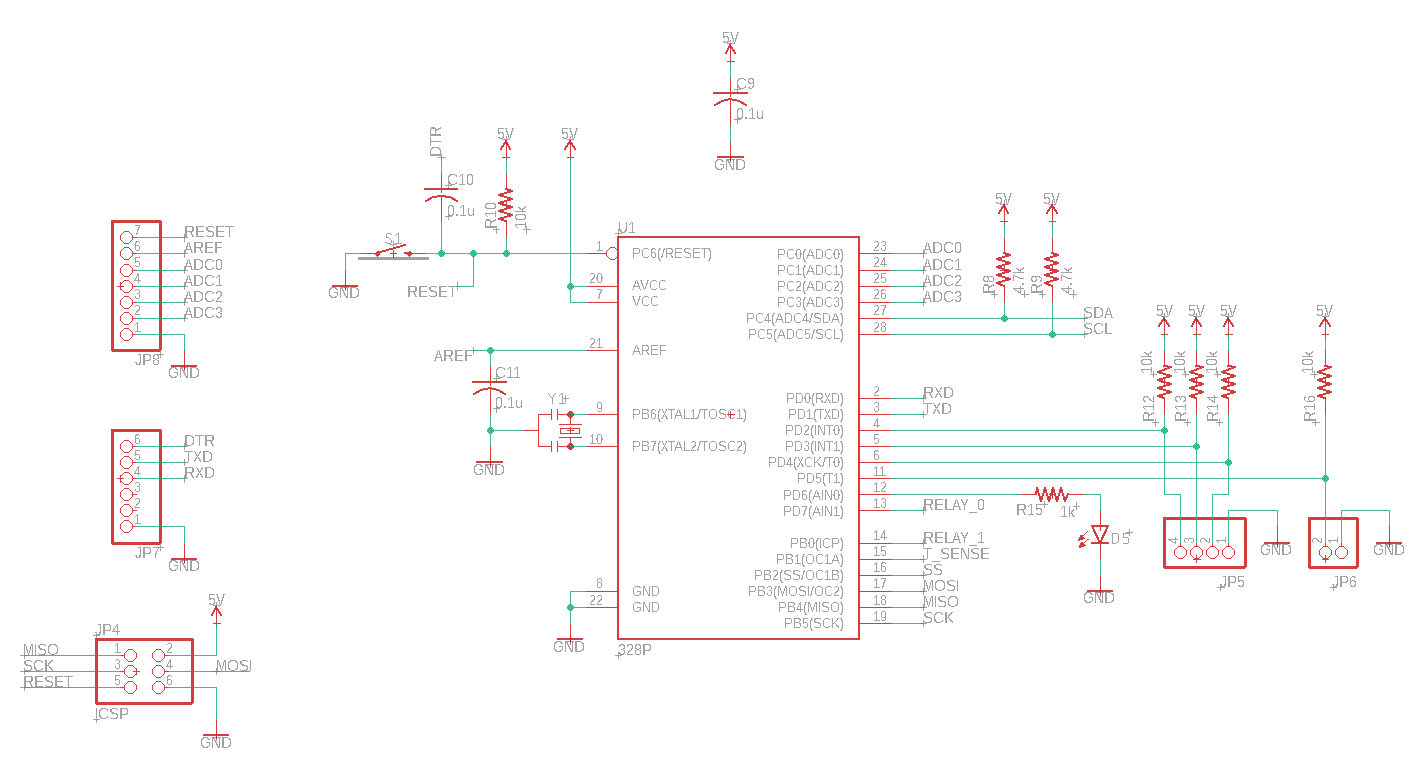 5V
C9
0.1u
GND
DTR
C10
0.1u
5V
R10
10k
5V
S1
GND
RESET
AREF
C11
0.1u
GND
Y1
U1
1 PC6(/RESET)
20 AVCC
7 VCC
21 AREF
9 PB6(XTAL1/TOSC1)
10 PB7(XTAL2/TOSC2)
8 GND
22 GND
GND
328P
PC0(ADC0) 23 ADC0
PC1(ADC1) 24 ADC1
PC2(ADC2) 25 ADC2
PC3(ADC3) 26 ADC3
PC4(ADC4/SDA) 27 SDA
PC5(ADC5/SCL) 28 SCL
PD0(RXD) 2 RXD
PD1(TXD) 3 TXD
PD2(INT0) 4
PD3(INT1) 5
PD4(XCK/T0) 6
PD5(T1) 11
PD6(AIN0) 12
PD7(AIN1) 13 RELAY_0
PB0(ICP) 14 RELAY_1
PB1(OC1A) 15 T_SENSE
PB2(SS/OC1B) 16 SS
PB3(MOSI/OC2) 17 MOSI
PB4(MISO) 18 MISO
PB5(SCK) 19 SCK
5V 5V
R8 4.7k
R9 4.7k
5V 5V 5V 5V
10k 10k 10k 10k
R12 R13 R14 R16
R15 1k
D5
GND
4 3 2 1
GND
JP5
2 1
GND
JP6
7 RESET
6 AREF
5 ADC0
4 ADC1
3 ADC2
2 ADC3
1
JP8
GND
6 DTR
5 TXD
4 RXD
3
2
1
JP7
GND
5V
JP4
MISO 1 2
SCK 3 4 MOSI
RESET 5 6
ICSP
GND